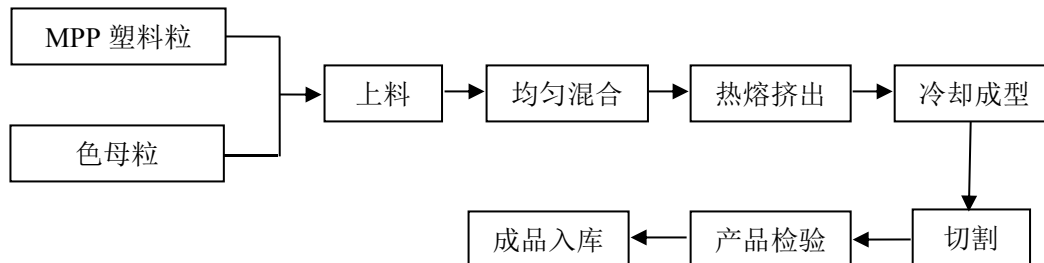 MPP 塑料粒
色母粒
上料
均匀混合
热熔挤出
冷却成型
切割
产品检验
成品入库